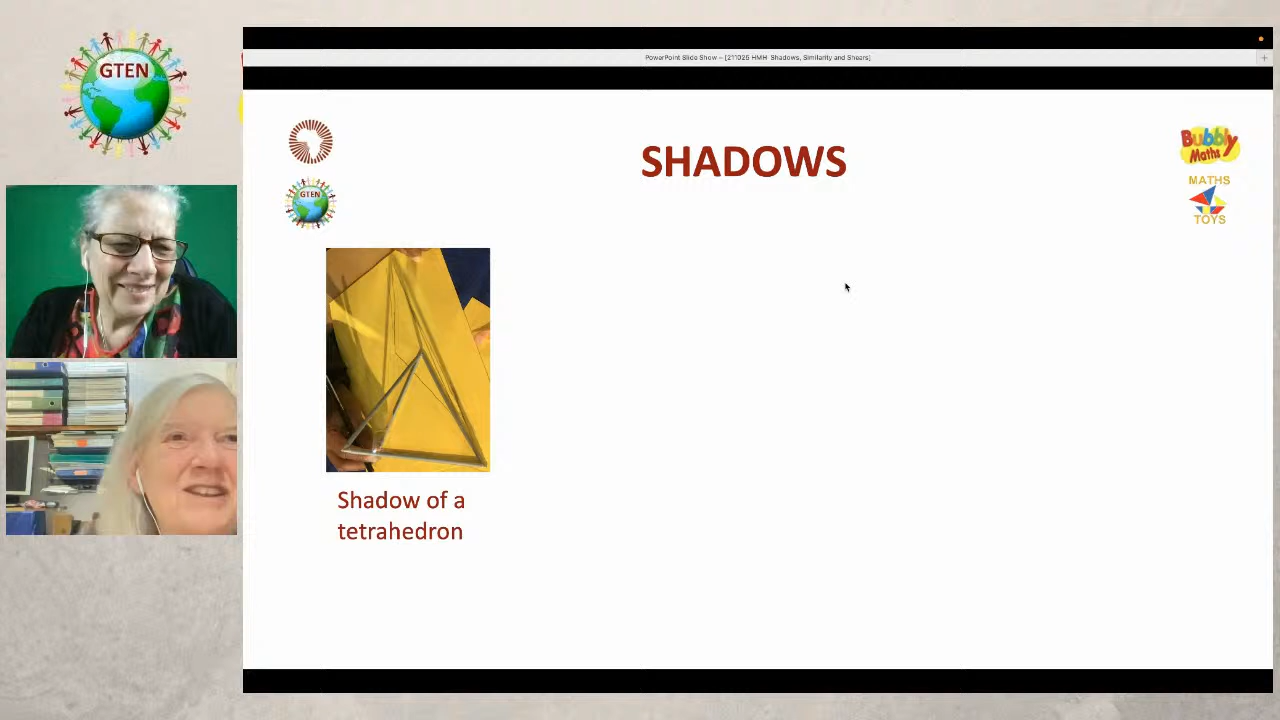 GTEN
PowerPoint Slide Show – [211026 HMH Shadows, Similarity and Shears]
SHADOWS
GTEN
Bubbly
Maths
MATHS
TOYS
Shadow of a
tetrahedron